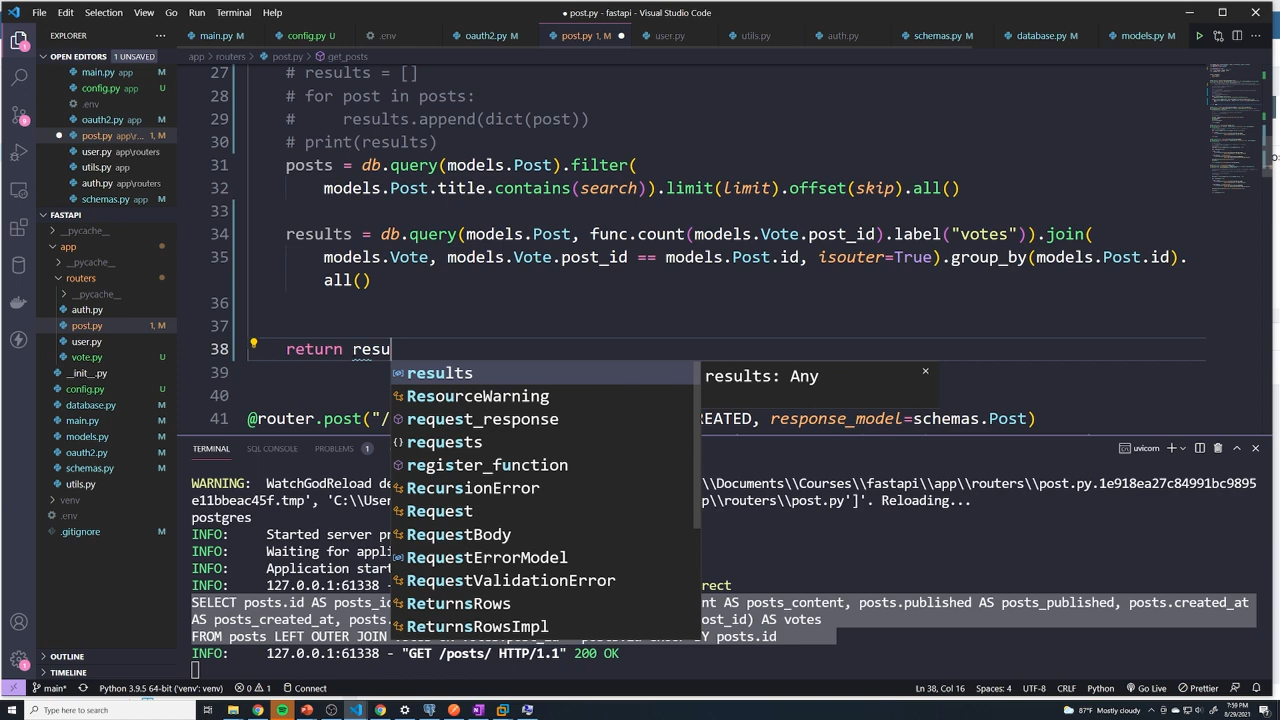 File Edit Selection View Go Run Terminal Help
● post.py - fastapi - Visual Studio Code
EXPLORER ...
main.py M config.py U .env oauth2.py M post.py 1, M ● user.py utils.py auth.py schemas.py M database.py M models.py M
OPEN EDITORS 1 UNSAVED
main.py app M
config.py app U
.env
oauth2.py app M
post.py app\r... 1, M
user.py app\routers
utils.py app
auth.py app\routers
schemas.py app M
FASTAPI
__pycache__
app
__pycache__
routers
__pycache__
auth.py
post.py 1, M
user.py
vote.py U
__init__.py
config.py U
database.py M
main.py M
models.py M
oauth2.py M
schemas.py M
utils.py
venv
.env
.gitignore U
OUTLINE
TIMELINE
app > routers > post.py > get_posts
27 # results = []
28 # for post in posts:
29 #     results.append(dict(post))
30 # print(results)
31 posts = db.query(models.Post).filter(
32 models.Post.title.contains(search)).limit(limit).offset(skip).all()
33
34 results = db.query(models.Post, func.count(models.Vote.post_id).label("votes")).join(
35 models.Vote, models.Vote.post_id == models.Post.id, isouter=True).group_by(models.Post.id).
all()
36
37
38 return resu
39
40
41 @router.post("/ REATED, response_model=schemas.Post)
results
ResourceWarning
request_response
requests
register_function
RecursionError
Request
RequestBody
RequestErrorModel
RequestValidationError
ReturnsRows
ReturnsRowsImpl
results: Any
TERMINAL SQL CONSOLE PROBLEMS 1
uvicorn
WARNING: WatchGodReload de \\Documents\\Courses\\fastapi\\app\\routers\\post.py.1e918ea27c84991bc9895
e11bbeac45f.tmp', 'C:\\User p\\routers\\post.py']'. Reloading...
postgres
INFO: Started server pr
INFO: Waiting for appli
INFO: Application start
INFO: 127.0.0.1:61338 - rect
SELECT posts.id AS posts_id nt AS posts_content, posts.published AS posts_published, posts.created_at
AS posts_created_at, posts. ost_id) AS votes
FROM posts LEFT OUTER JOIN posts.id
INFO: 127.0.0.1:61338 - "GET /posts/ HTTP/1.1" 200 OK
main* Python 3.9.5 64-bit ('venv': venv) 0 1 Connect
Ln 38, Col 16 Spaces: 4 UTF-8 CRLF Python Go Live Prettier
Type here to search
87°F Mostly cloudy 7:59 PM
8/29/2021